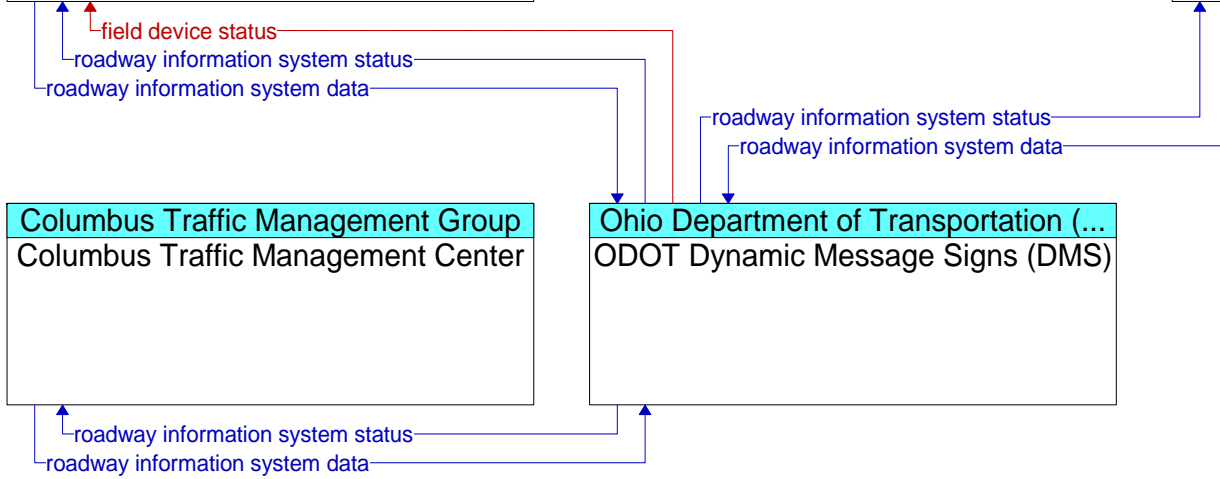 field device status
roadway information system status
roadway information system data
roadway information system status
roadway information system data
Columbus Traffic Management Group
Columbus Traffic Management Center
Ohio Department of Transportation (...
ODOT Dynamic Message Signs (DMS)
roadway information system status
roadway information system data